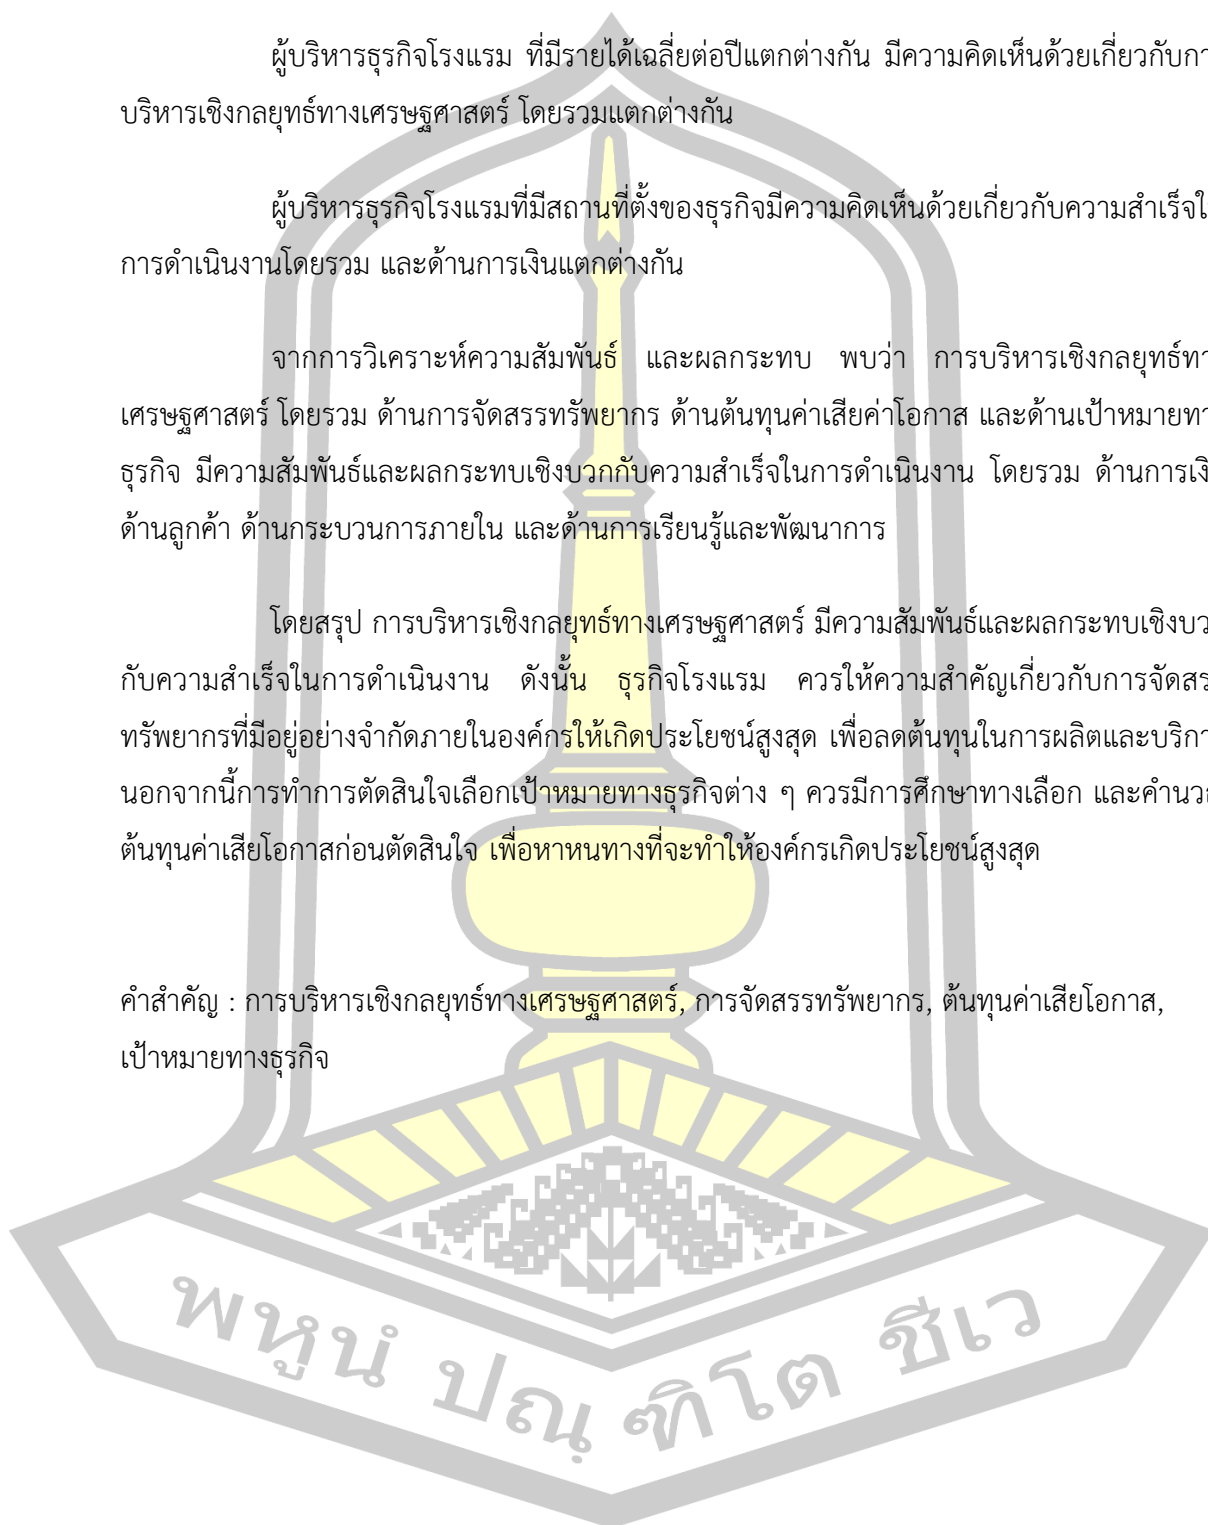 ผู้บริหารธุรกิจโรงแรม ที่มีรายได้เฉลี่ยต่อปีแตกต่างกัน มีความคิดเห็นด้วยเกี่ยวกับกา
บริหารเชิงกลยุทธ์ทางเศรษฐศาสตร์ โดยรวมแตกต่างกัน
ผู้บริหารธุรกิจโรงแรมที่มีสถานที่ตั้งของธุรกิจมีความคิดเห็นด้วยเกี่ยวกับความสำเร็จใ
การดำเนินงานโดยรวม และด้านการเงินแตกต่างกัน
จากการวิเคราะห์ความสัมพันธ์ และผลกระทบ พบว่า การบริหารเชิงกลยุทธ์ทา
เศรษฐศาสตร์ โดยรวม ด้านการจัดสรรทรัพยากร ด้านต้นทุนค่าเสียค่าโอกาส และด้านเป้าหมายทา
ธุรกิจ มีความสัมพันธ์และผลกระทบเชิงบวกกับความสำเร็จในการดำเนินงาน โดยรวม ด้านการเงิ
ด้านลูกค้า ด้านกระบวนการภายใน และด้านการเรียนรู้และพัฒนาการ
โดยสรุป การบริหารเชิงกลยุทธ์ทางเศรษฐศาสตร์ มีความสัมพันธ์และผลกระทบเชิงบว
กับความสำเร็จในการดำเนินงาน ดังนั้น ธุรกิจโรงแรม ควรให้ความสำคัญเกี่ยวกับการจัดสร
ทรัพยากรที่มีอยู่อย่างจำกัดภายในองค์กรให้เกิดประโยชน์สูงสุด เพื่อลดต้นทุนในการผลิตและบริกา
นอกจากนี้การทำการตัดสินใจเลือกเป้าหมายทางธุรกิจต่าง ๆ ควรมีการศึกษาทางเลือก และคำนว
ต้นทุนค่าเสียโอกาสก่อนตัดสินใจ เพื่อหาหนทางที่จะทำให้องค์กรเกิดประโยชน์สูงสุด
คำสำคัญ : การบริหารเชิงกลยุทธ์ทางเศรษฐศาสตร์, การจัดสรรทรัพยากร, ต้นทุนค่าเสียโอกาส,
เป้าหมายทางธุรกิจ
พหูนํ ปณฺฑิโต ชีเว